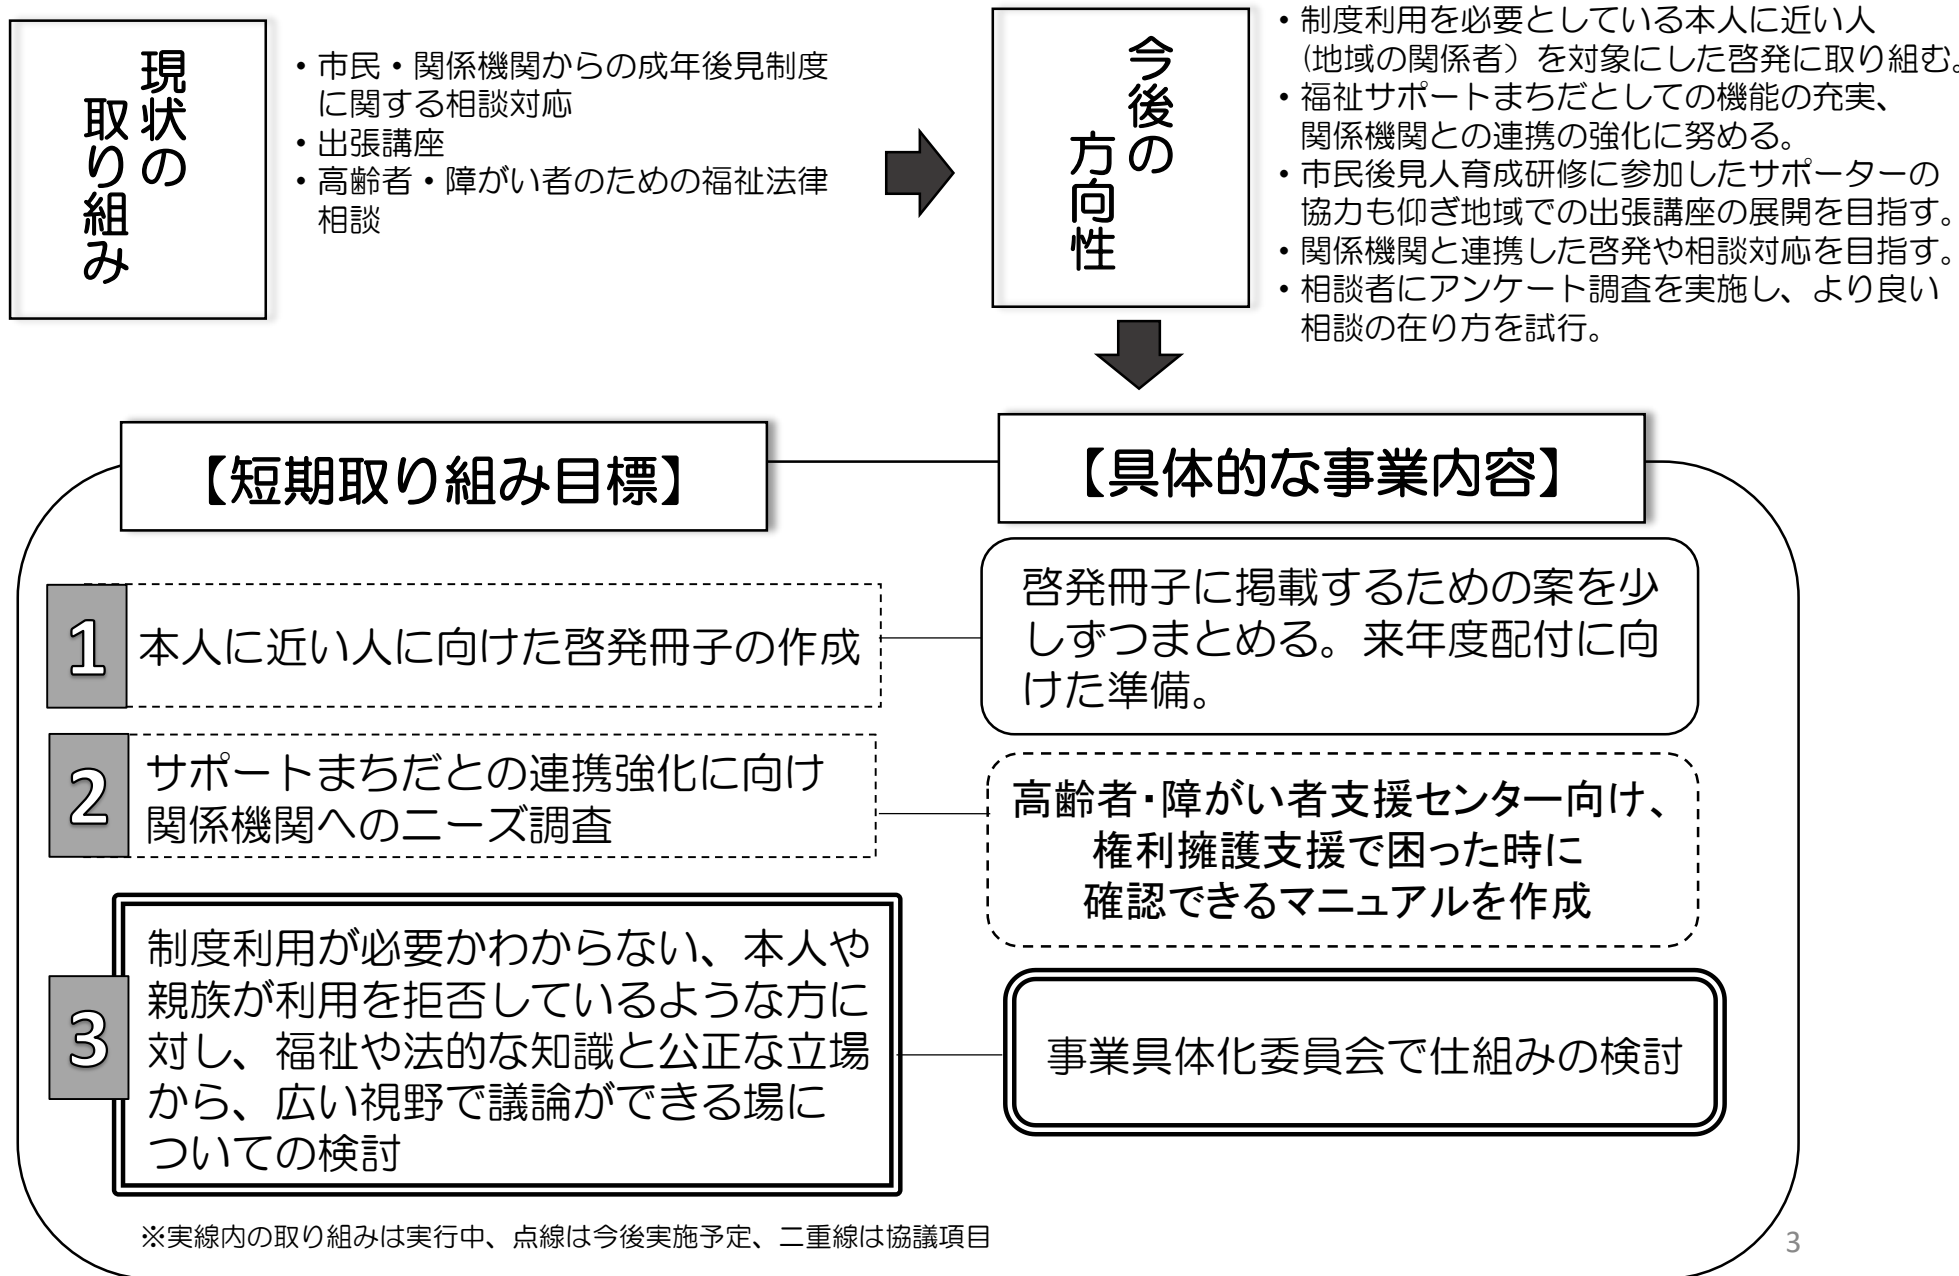 現状の
取り組み
・市民・関係機関からの成年後見制度
に関する相談対応
・出張講座
・高齢者・障がい者のための福祉法律
相談
今後の
方向性
・制度利用を必要としている本人に近い人
(地域の関係者）を対象にした啓発に取り組む。
・福祉サポートまちだとしての機能の充実、
関係機関との連携の強化に努める。
・市民後見人育成研修に参加したサポーターの
協力も仰ぎ地域での出張講座の展開を目指す。
・関係機関と連携した啓発や相談対応を目指す。
・相談者にアンケート調査を実施し、より良い
相談の在り方を試行。
【短期取り組み目標】
【具体的な事業内容】
1
本人に近い人に向けた啓発冊子の作成
啓発冊子に掲載するための案を少
しずつまとめる。来年度配付に向
けた準備。
2
サポートまちだとの連携強化に向け
関係機関へのニーズ調査
高齢者・障がい者支援センター向け、
権利擁護支援で困った時に
確認できるマニュアルを作成
3
制度利用が必要かわからない、本人や
親族が利用を拒否しているような方に
対し、福祉や法的な知識と公正な立場
から、広い視野で議論ができる場に
ついての検討
事業具体化委員会で仕組みの検討
※実線内の取り組みは実行中、点線は今後実施予定、二重線は協議項目
3